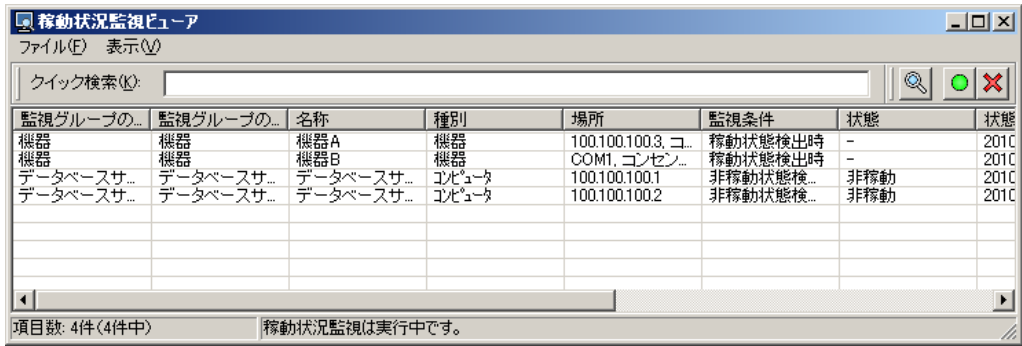 稼動状況監視ビューア
ファイル(F) 表示(V)
クイック検索(K):
監視グループの... 監視グループの... 名称 種別 場所 監視条件 状態 状態
機器 機器 機器A 機器 100.100.100.3, コ... 稼動状態検出時 - 2010
機器 機器 機器B 機器 COM1, コンセン... 稼動状態検出時 - 2010
データベースサ... データベースサ... データベースサ... コンピュータ 100.100.100.1 非稼動状態検... 非稼動 2010
データベースサ... データベースサ... データベースサ... コンピュータ 100.100.100.2 非稼動状態検... 非稼動 2010
項目数: 4件(4件中) 稼動状況監視は実行中です。